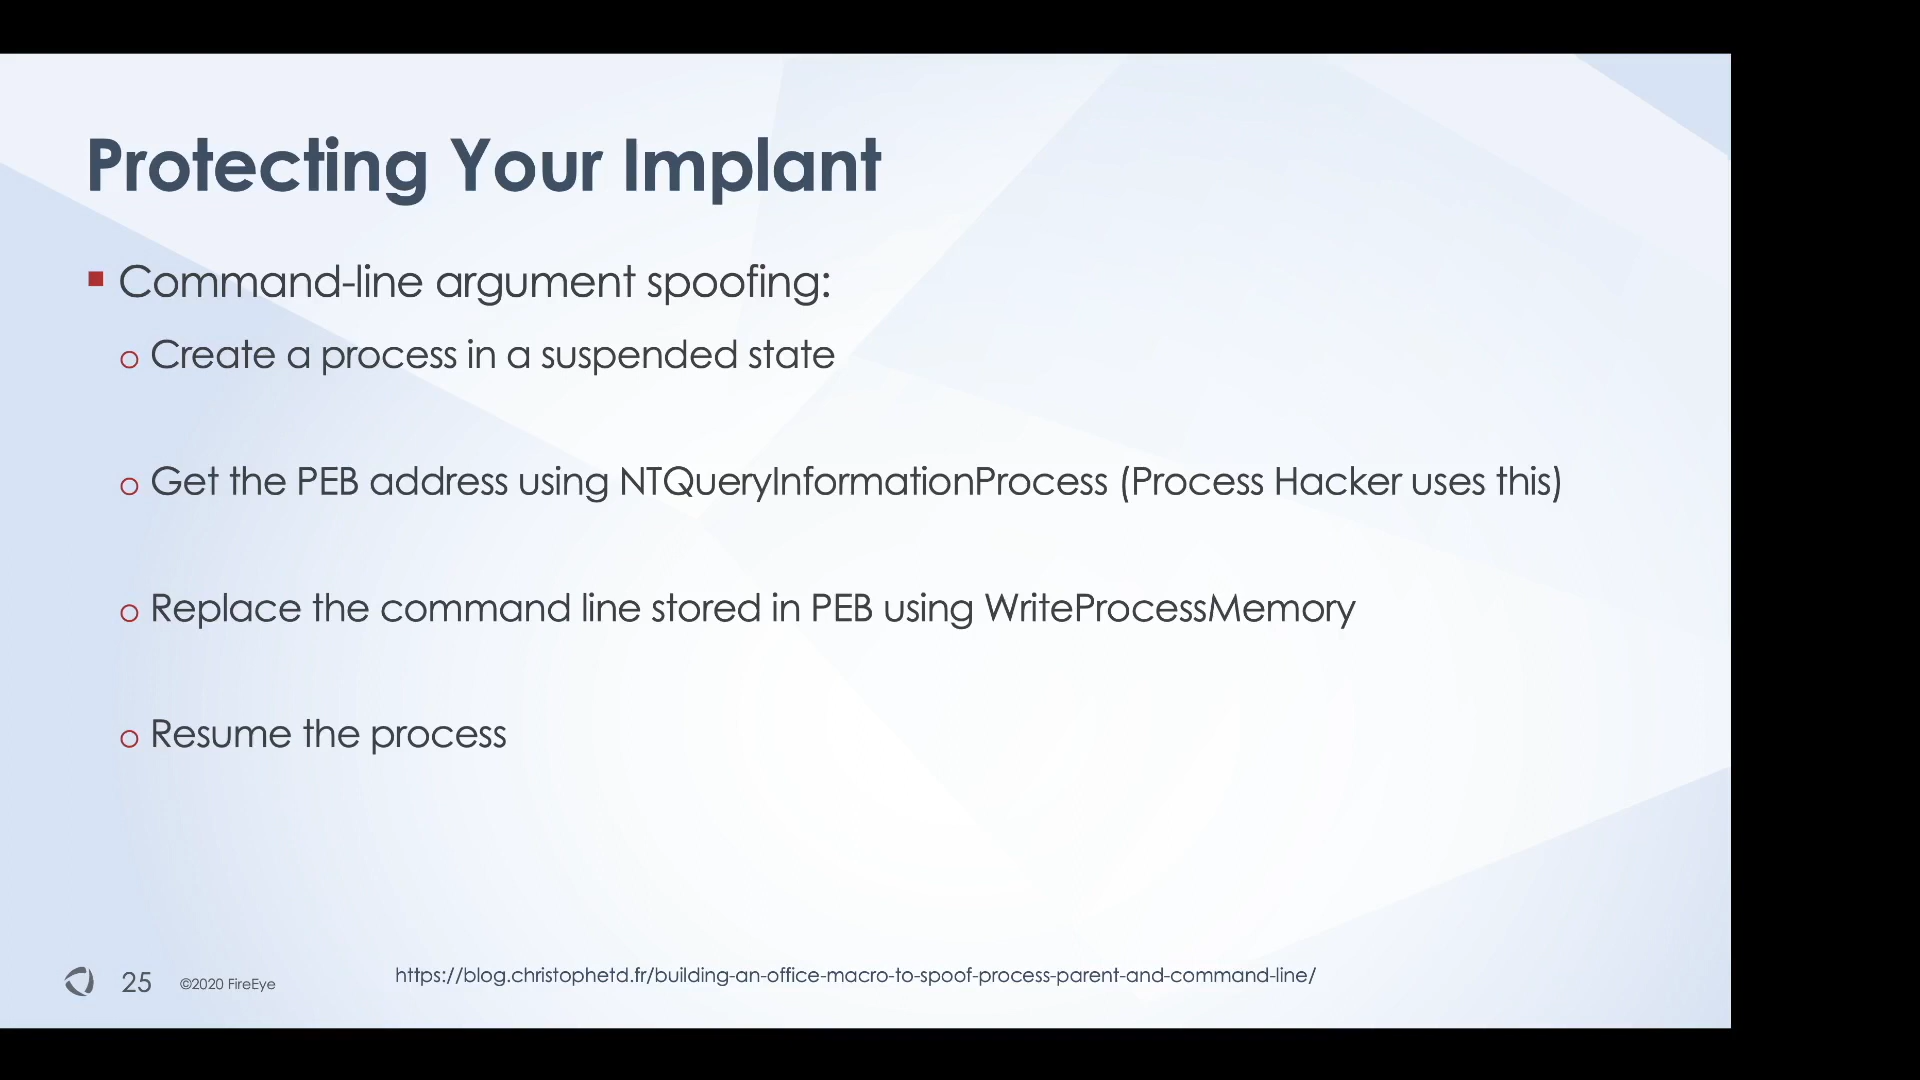 Protecting Your Implant
▪ Command-line argument spoofing:
o Create a process in a suspended state
o Get the PEB address using NTQueryInformationProcess (Process Hacker uses this)
o Replace the command line stored in PEB using WriteProcessMemory
o Resume the process
25 ©2020 FireEye https://blog.christophetd.fr/building-an-office-macro-to-spoof-process-parent-and-command-line/